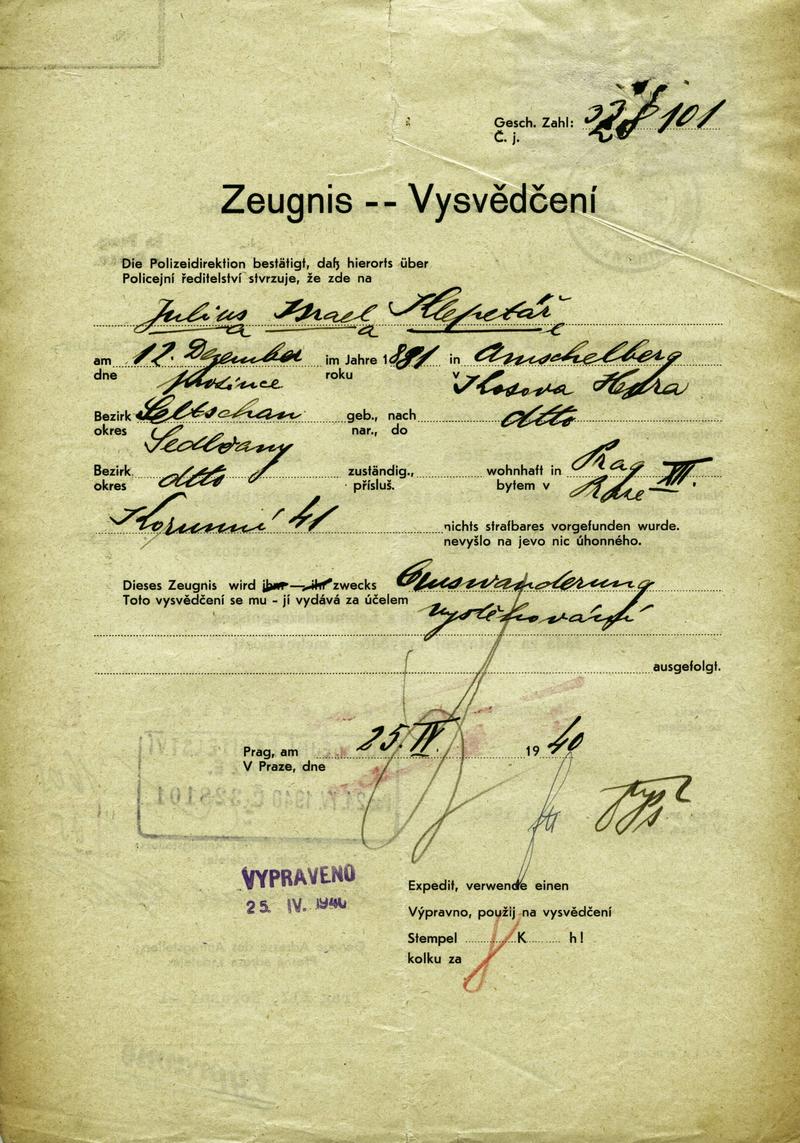 Gesch. Zahl: 328101
Č. j.
Zeugnis -- Vysvědčení
Die Polizeidirektion bestätigt, daß hierorts über
Policejní ředitelství stvrzuje, že zde na
Julius Israel Klepetář
a a e
am 12. Dezember im Jahre 1881 in Amschelberg
dne prosince roku v Kosova Hora
Bezirk Seltschan geb., nach dtto
okres Sedlčany nar., do
Bezirk dtto zuständig., wohnhaft in Prag XII.
okres přísluš. bytem v Praze
Korunní 41 nichts strafbares vorgefunden wurde.
nevyšlo na jevo nic úhonného.
Dieses Zeugnis wird ihm — ihr zwecks Auswanderung
Toto vysvědčení se mu - jí vydává za účelem vystěhování
ausgefolgt.
Prag, am 25. IV. 1940
V Praze, dne
VYPRAVENO
25. IV. 1940
Expedit, verwende einen
Výpravno, použij na vysvědčení
Stempel 8 K h!
kolku za